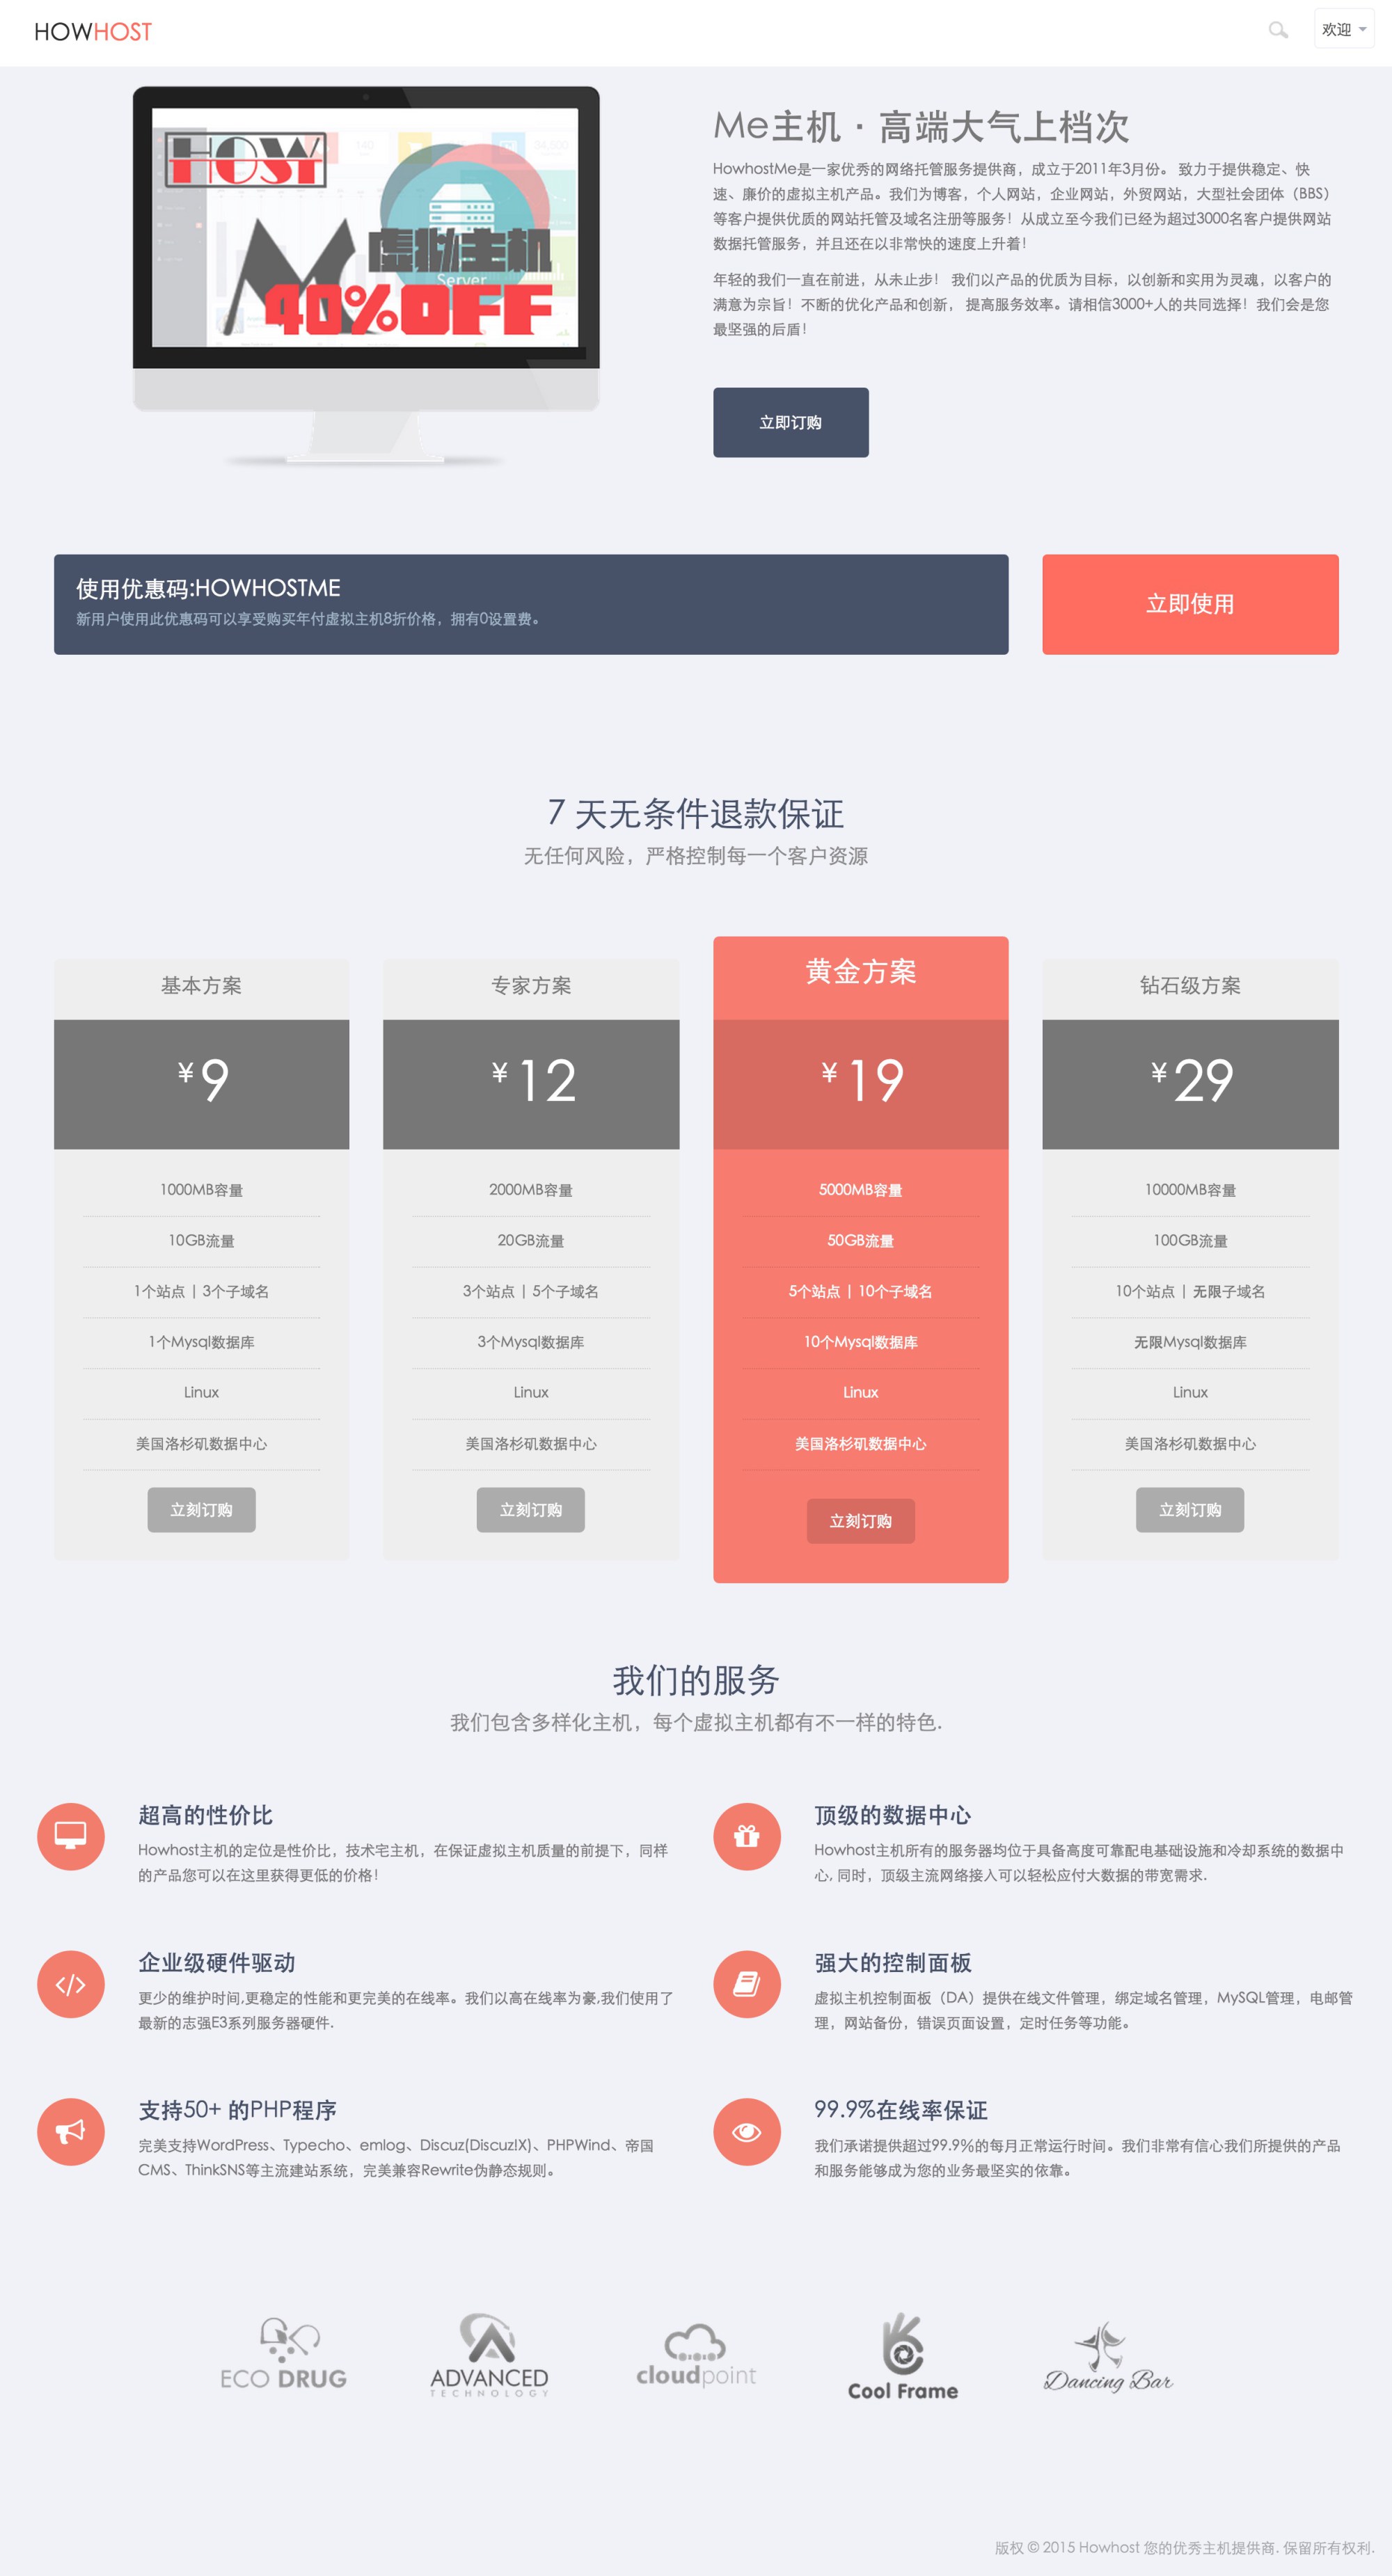 HOWHOST
欢迎
HOW
虚拟主机
Server
40%OFF
Me主机 · 高端大气上档次
HowhostMe是一家优秀的网络托管服务提供商，成立于2011年3月份。 致力于提供稳定、快
速、廉价的虚拟主机产品。我们为博客，个人网站，企业网站，外贸网站，大型社会团体（BBS）
等客户提供优质的网站托管及域名注册等服务！从成立至今我们已经为超过3000名客户提供网站
数据托管服务，并且还在以非常快的速度上升着！
年轻的我们一直在前进，从未止步！ 我们以产品的优质为目标，以创新和实用为灵魂，以客户的
满意为宗旨！不断的优化产品和创新， 提高服务效率。请相信3000+人的共同选择！我们会是您
最坚强的后盾！
立即订购
使用优惠码:HOWHOSTME
新用户使用此优惠码可以享受购买年付虚拟主机8折价格，拥有0设置费。
立即使用
7 天无条件退款保证
无任何风险，严格控制每一个客户资源
基本方案
¥9
1000MB容量
10GB流量
1个站点 | 3个子域名
1个Mysql数据库
Linux
美国洛杉矶数据中心
立刻订购
专家方案
¥12
2000MB容量
20GB流量
3个站点 | 5个子域名
3个Mysql数据库
Linux
美国洛杉矶数据中心
立刻订购
黄金方案
¥19
5000MB容量
50GB流量
5个站点 | 10个子域名
10个Mysql数据库
Linux
美国洛杉矶数据中心
立刻订购
钻石级方案
¥29
10000MB容量
100GB流量
10个站点 | 无限子域名
无限Mysql数据库
Linux
美国洛杉矶数据中心
立刻订购
我们的服务
我们包含多样化主机，每个虚拟主机都有不一样的特色.
超高的性价比
Howhost主机的定位是性价比，技术宅主机，在保证虚拟主机质量的前提下，同样
的产品您可以在这里获得更低的价格！
顶级的数据中心
Howhost主机所有的服务器均位于具备高度可靠配电基础设施和冷却系统的数据中
心, 同时，顶级主流网络接入可以轻松应付大数据的带宽需求.
企业级硬件驱动
更少的维护时间,更稳定的性能和更完美的在线率。我们以高在线率为豪,我们使用了
最新的志强E3系列服务器硬件.
强大的控制面板
虚拟主机控制面板（DA）提供在线文件管理，绑定域名管理，MySQL管理，电邮管
理，网站备份，错误页面设置，定时任务等功能。
支持50+ 的PHP程序
完美支持WordPress、Typecho、emlog、Discuz(Discuz!X)、PHPWind、帝国
CMS、ThinkSNS等主流建站系统，完美兼容Rewrite伪静态规则。
99.9%在线率保证
我们承诺提供超过99.9%的每月正常运行时间。我们非常有信心我们所提供的产品
和服务能够成为您的业务最坚实的依靠。
ECO DRUG
ADVANCED
TECHNOLOGY
cloudpoint
Cool Frame
Dancing Bar
版权 © 2015 Howhost 您的优秀主机提供商. 保留所有权利.